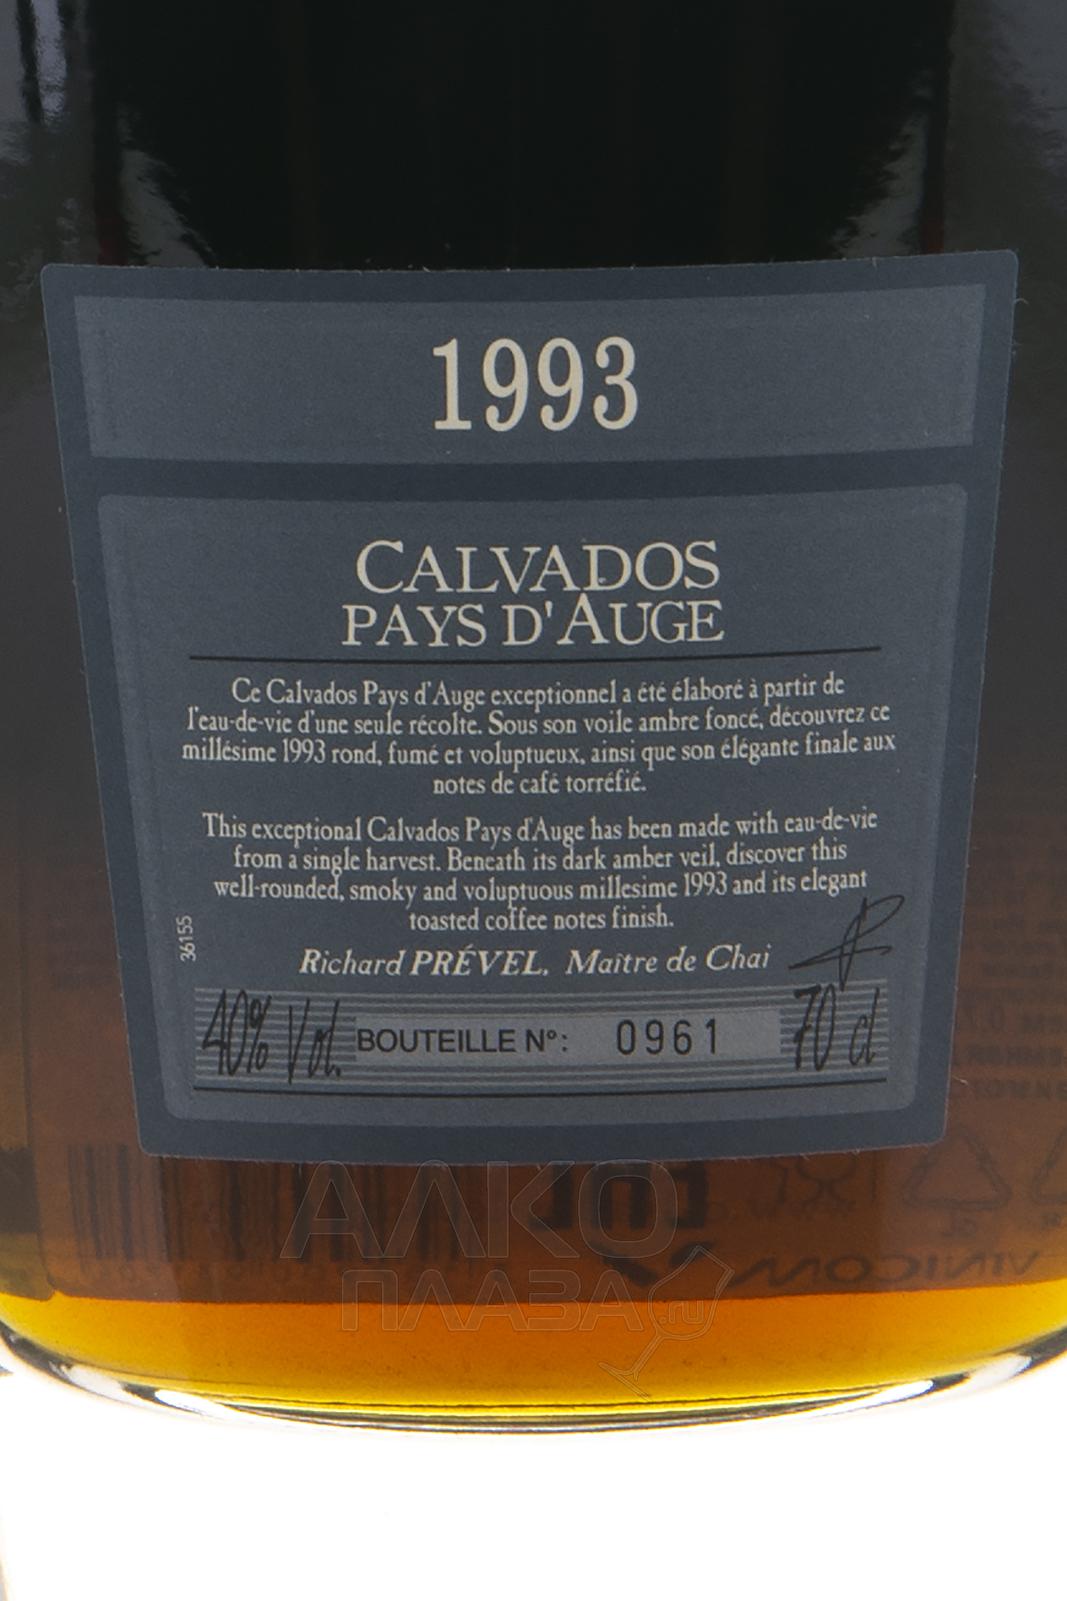 1993
CALVADOS
PAYS D'AUGE
Ce Calvados Pays d'Auge exceptionnel a été élaboré à partir de
l'eau-de-vie d'une seule récolte. Sous son voile ambre foncé, découvrez ce
millésime 1993 rond, fumé et voluptueux, ainsi que son élégante finale aux
notes de café torréfié.
This exceptional Calvados Pays d'Auge has been made with eau-de-vie
from a single harvest. Beneath its dark amber veil, discover this
well-rounded, smoky and voluptuous millesime 1993 and its elegant
toasted coffee notes finish.
36155
Richard PRÉVEL, Maître de Chai
40% Vol. BOUTEILLE N°: 0961 70 cl
АЛКО
ПЛАЗА.ru
VINICOM